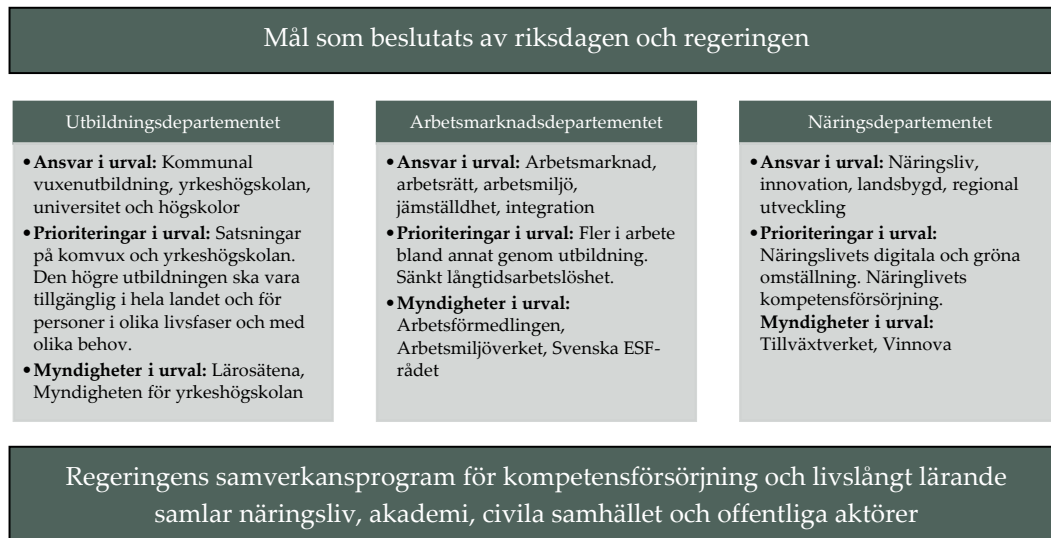 Mål som beslutats av riksdagen och regeringen
Utbildningsdepartementet
•Ansvar i urval: Kommunal
vuxenutbildning, yrkeshögskolan,
universitet och högskolor
•Prioriteringar i urval: Satsningar
på komvux och yrkeshögskolan.
Den högre utbildningen ska vara
tillgänglig i hela landet och för
personer i olika livsfaser och med
olika behov.
•Myndigheter i urval: Lärosätena,
Myndigheten för yrkeshögskolan
Arbetsmarknadsdepartementet
•Ansvar i urval: Arbetsmarknad,
arbetsrätt, arbetsmiljö,
jämställdhet, integration
•Prioriteringar i urval: Fler i arbete
bland annat genom utbildning.
Sänkt långtidsarbetslöshet.
•Myndigheter i urval:
Arbetsförmedlingen,
Arbetsmiljöverket, Svenska ESF-
rådet
Näringsdepartementet
•Ansvar i urval: Näringsliv,
innovation, landsbygd, regional
utveckling
•Prioriteringar i urval:
Näringslivets digitala och gröna
omställning. Näringlivets
kompetensförsörjning.
Myndigheter i urval:
Tillväxtverket, Vinnova
Regeringens samverkansprogram för kompetensförsörjning och livslångt lärande
samlar näringsliv, akademi, civila samhället och offentliga aktörer